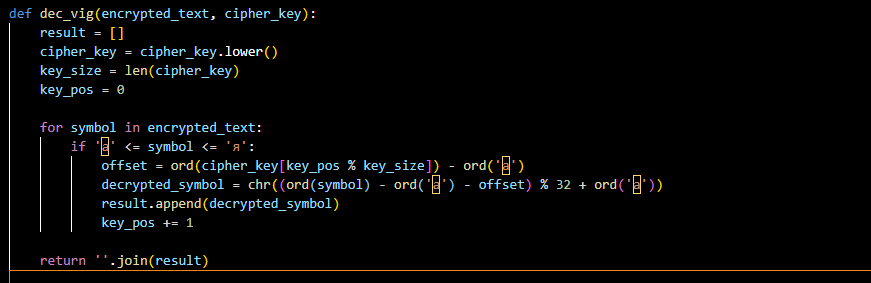 def dec_vig(encrypted_text, cipher_key):
    result = []
    cipher_key = cipher_key.lower()
    key_size = len(cipher_key)
    key_pos = 0

    for symbol in encrypted_text:
        if 'а' <= symbol <= 'я':
            offset = ord(cipher_key[key_pos % key_size]) - ord('а')
            decrypted_symbol = chr((ord(symbol) - ord('а') - offset) % 32 + ord('а'))
            result.append(decrypted_symbol)
            key_pos += 1

    return ''.join(result)